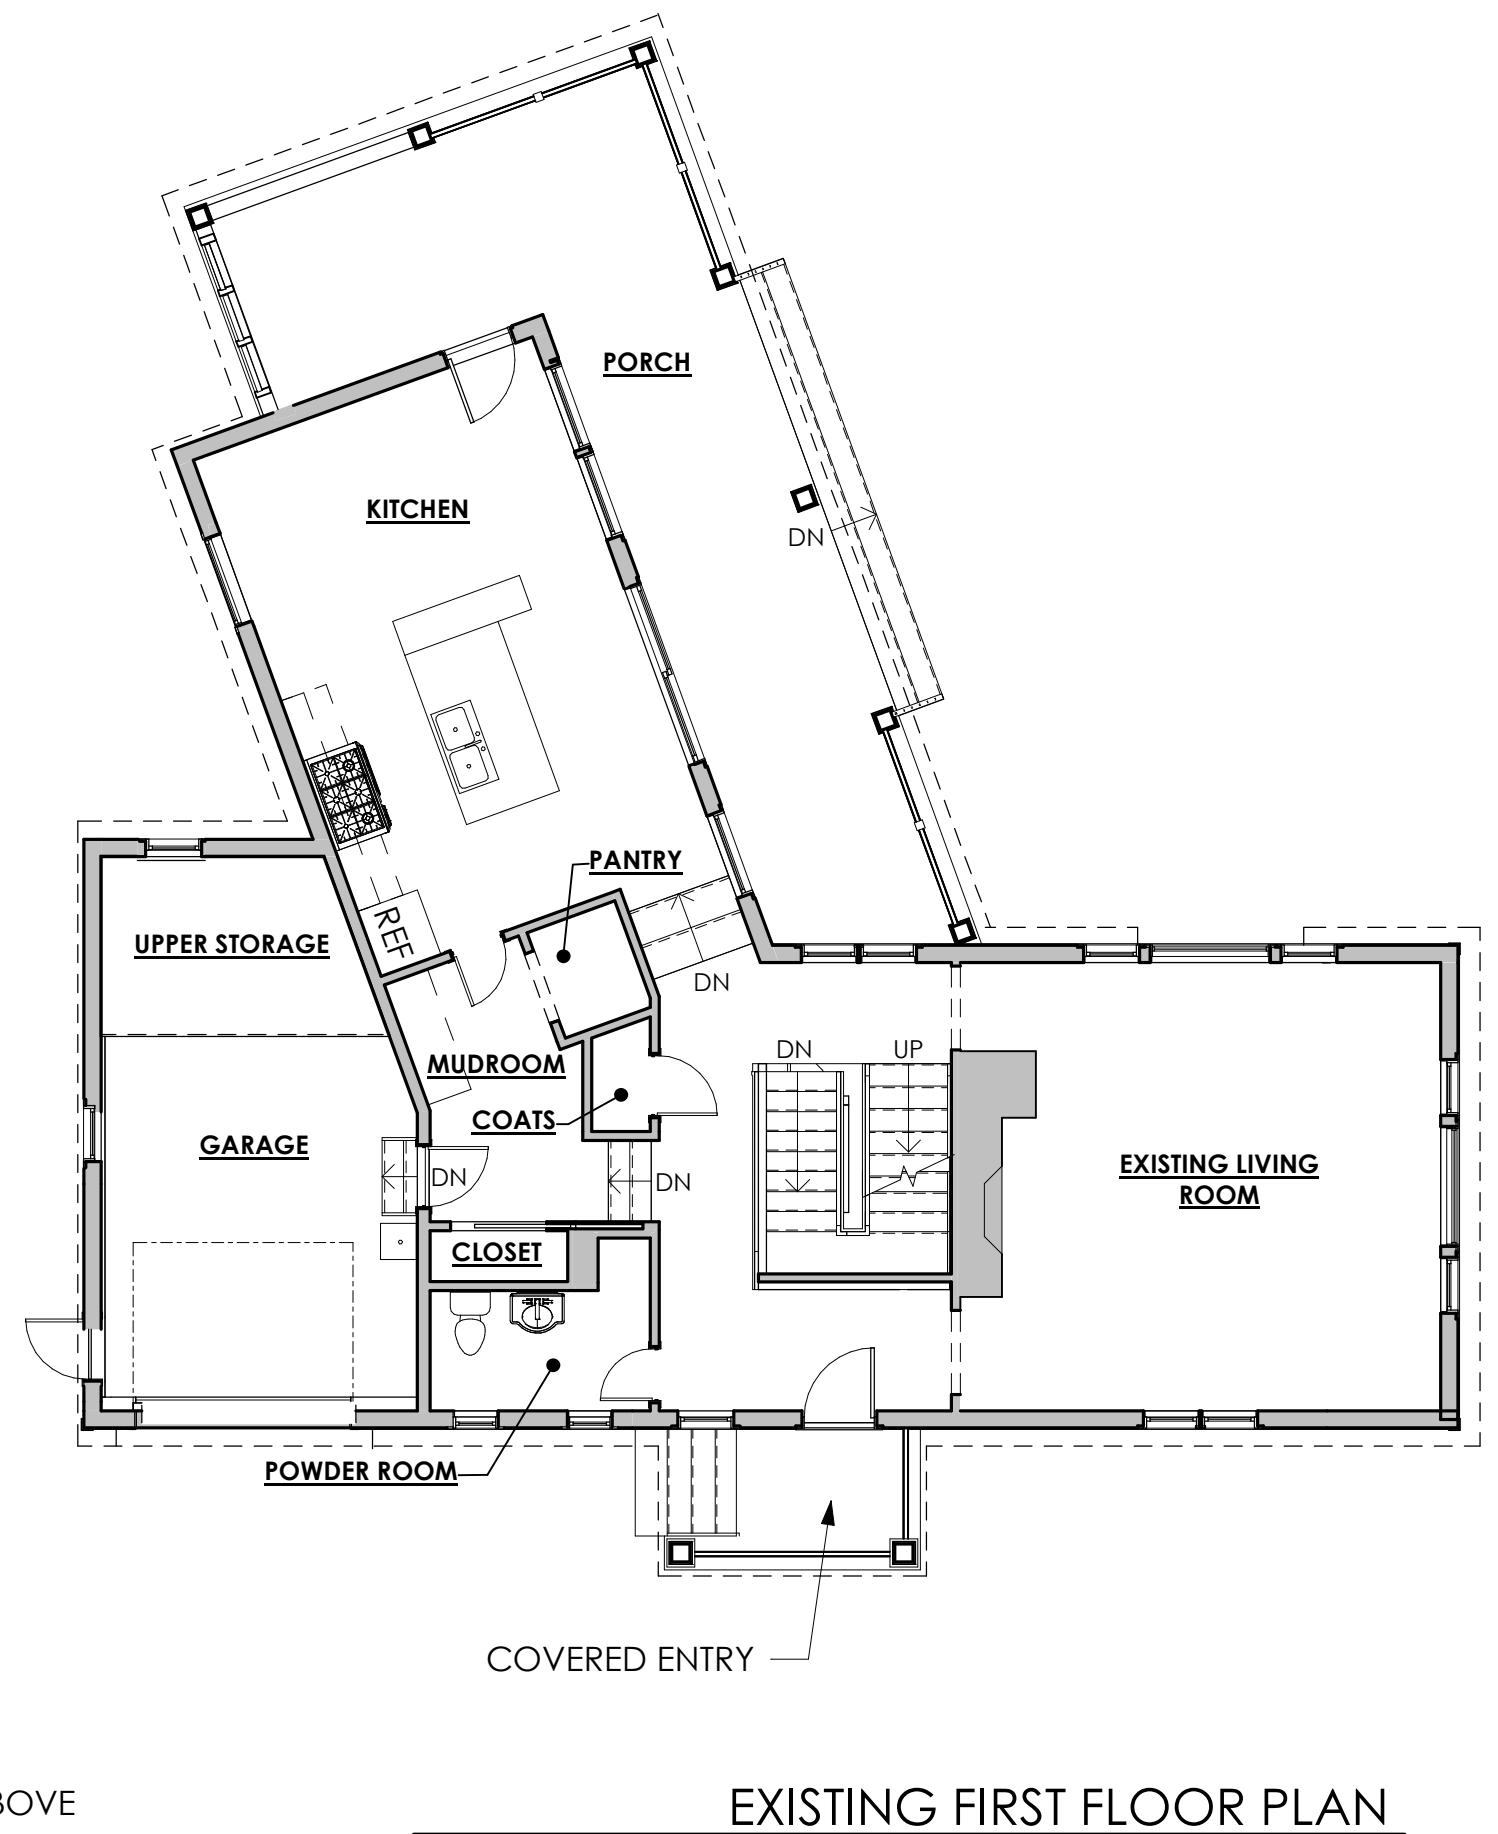 PORCH
KITCHEN
DN
PANTRY
REF
UPPER STORAGE
DN
DN
UP
MUDROOM
COATS
GARAGE
EXISTING LIVING
ROOM
DN
DN
CLOSET
POWDER ROOM
COVERED ENTRY
BOVE
EXISTING FIRST FLOOR PLAN